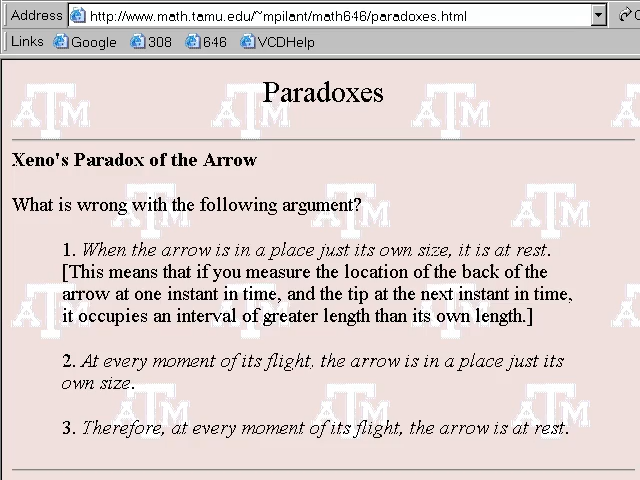 Address http://www.math.tamu.edu/~mpilant/math646/paradoxes.html
Links Google 308 646 VCDHelp
Paradoxes
Xeno's Paradox of the Arrow
What is wrong with the following argument?
1. When the arrow is in a place just its own size, it is at rest.
[This means that if you measure the location of the back of the
arrow at one instant in time, and the tip at the next instant in time,
it occupies an interval of greater length than its own length.]
2. At every moment of its flight, the arrow is in a place just its
own size.
3. Therefore, at every moment of its flight, the arrow is at rest.